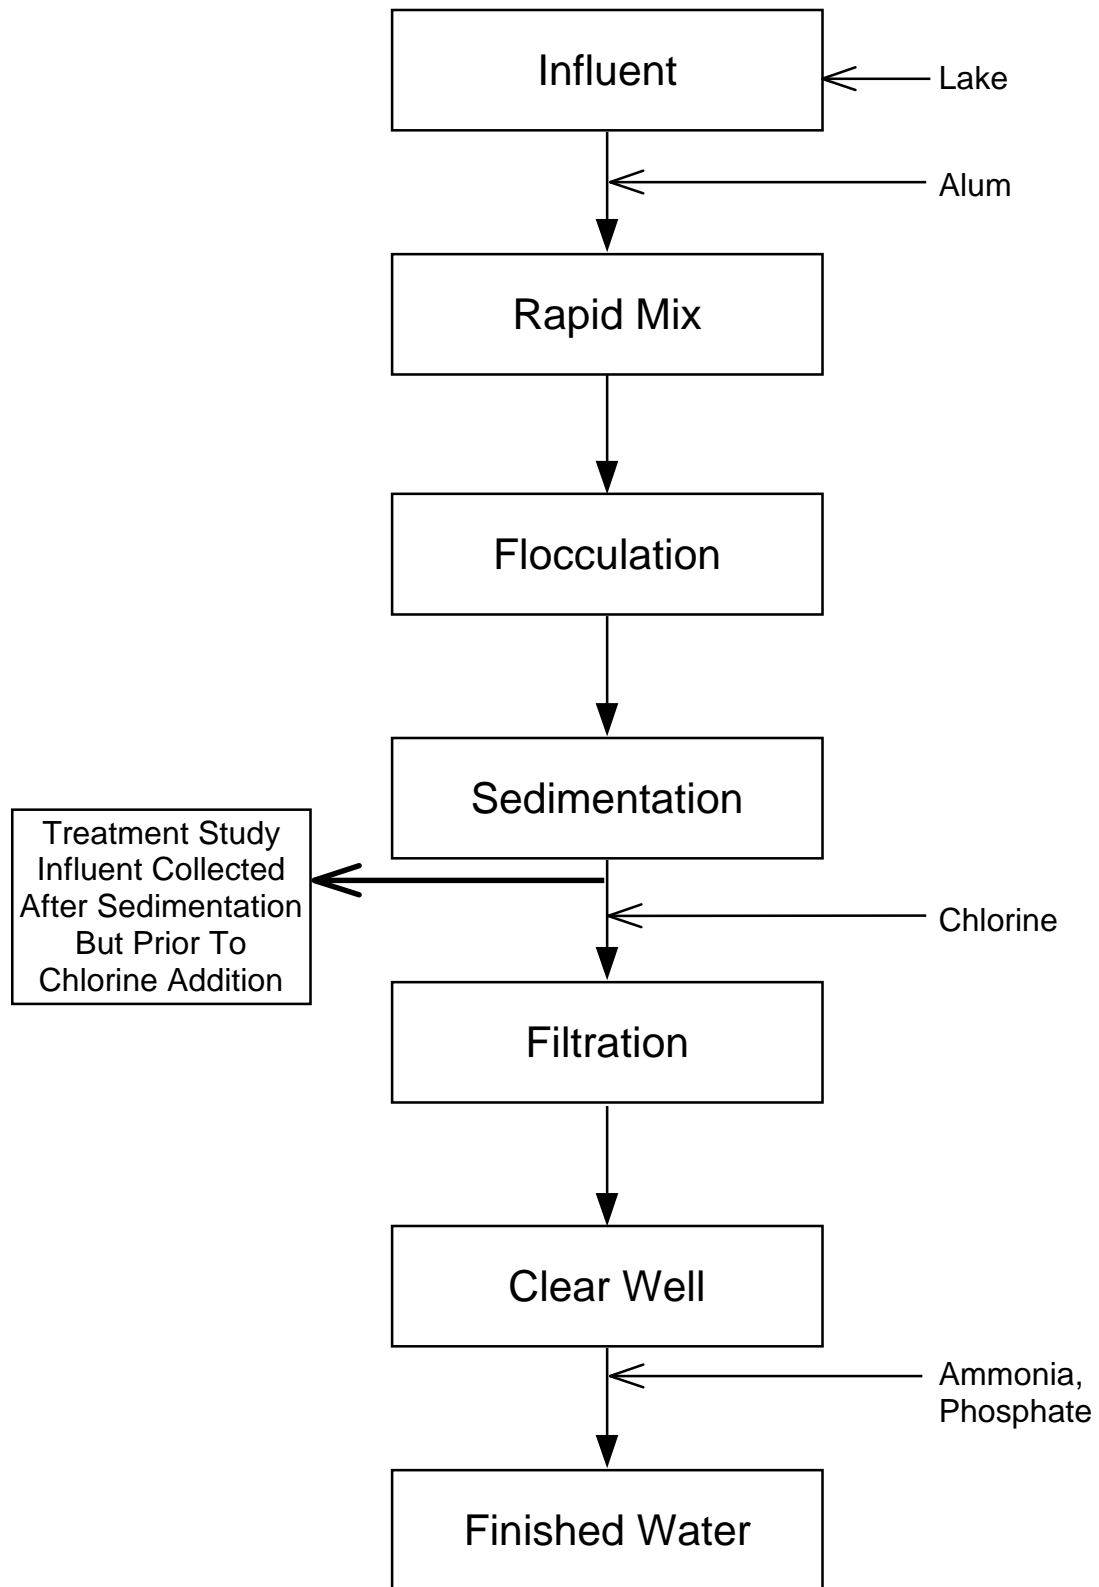 Influent
Lake
Alum
Rapid Mix
Flocculation
Sedimentation
Treatment Study
Influent Collected
After Sedimentation
But Prior To
Chlorine Addition
Chlorine
Filtration
Clear Well
Ammonia,
Phosphate
Finished Water